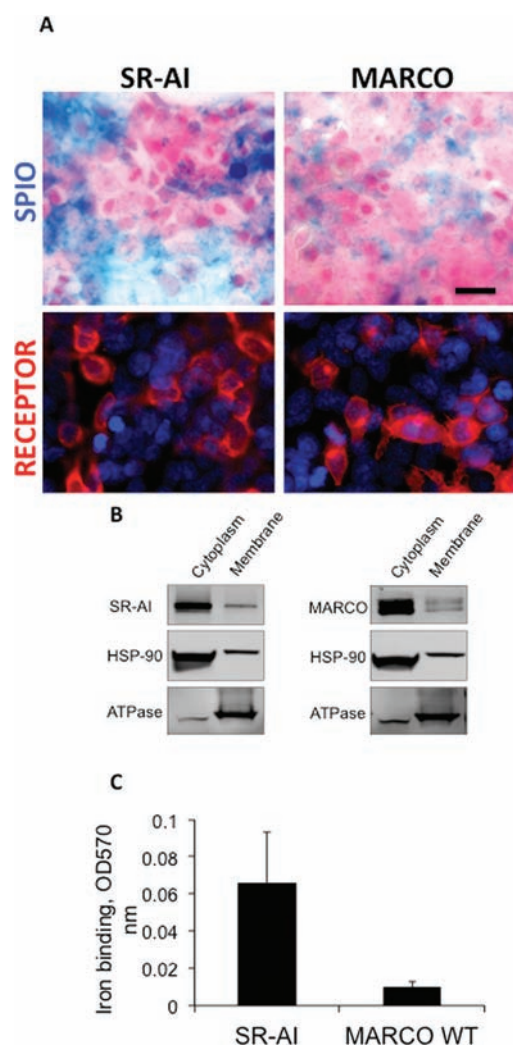 A
SR-AI MARCO
SPIO
RECEPTOR
B
Cytoplasm Membrane Cytoplasm Membrane
SR-AI MARCO
HSP-90 HSP-90
ATPase ATPase
C
Iron binding, OD570
nm
0.1
0.08
0.06
0.04
0.02
0
SR-AI MARCO WT